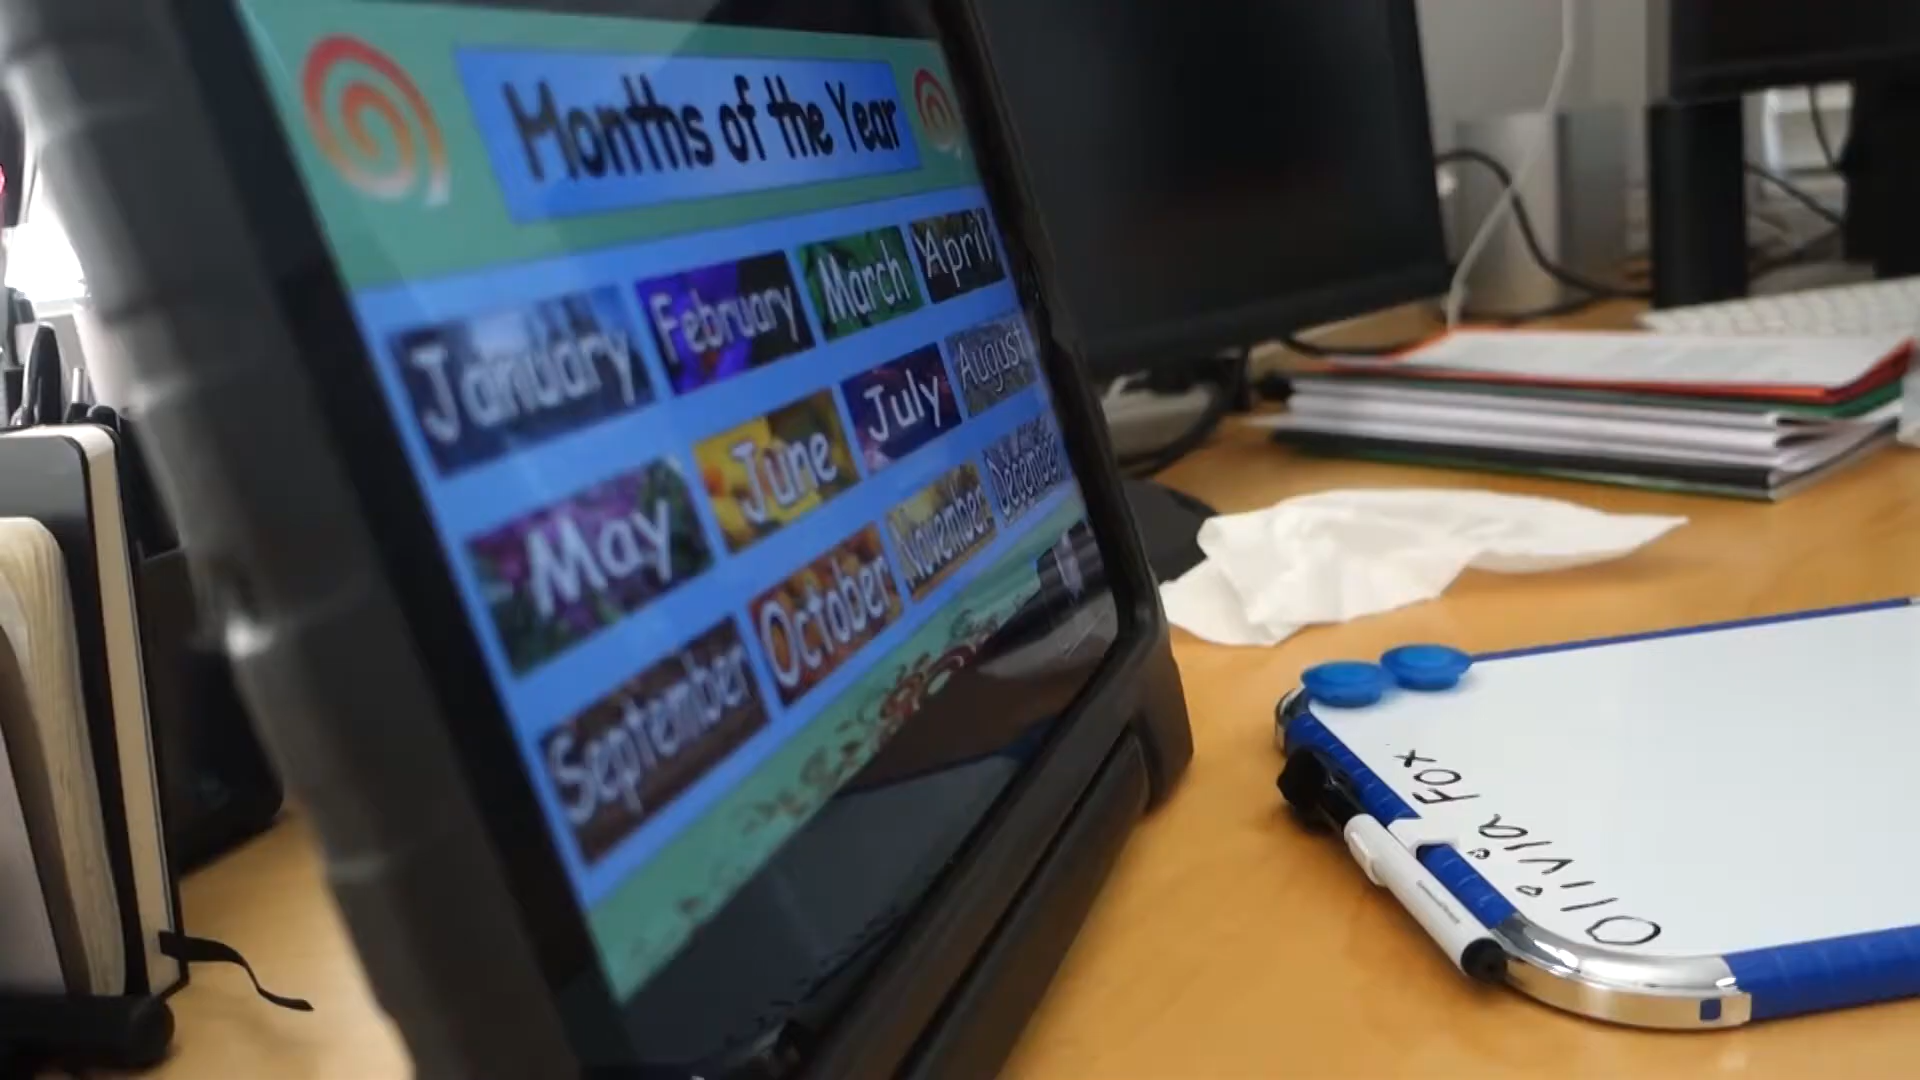 Months of the Year
January February March April
May June July August
September October November December
Olivia Fox